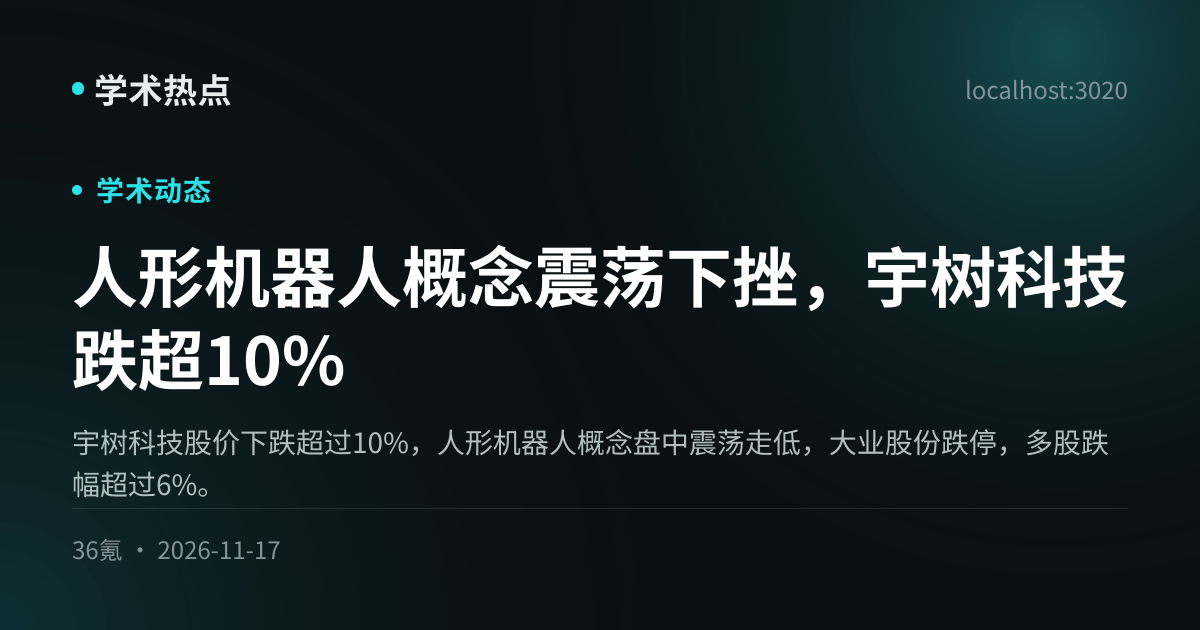 学术热点
localhost:3020
学术动态
人形机器人概念震荡下挫，宇树科技
跌超10%
宇树科技股价下跌超过10%，人形机器人概念盘中震荡走低，大业股份跌停，多股跌
幅超过6%。
36氪 · 2026-11-17